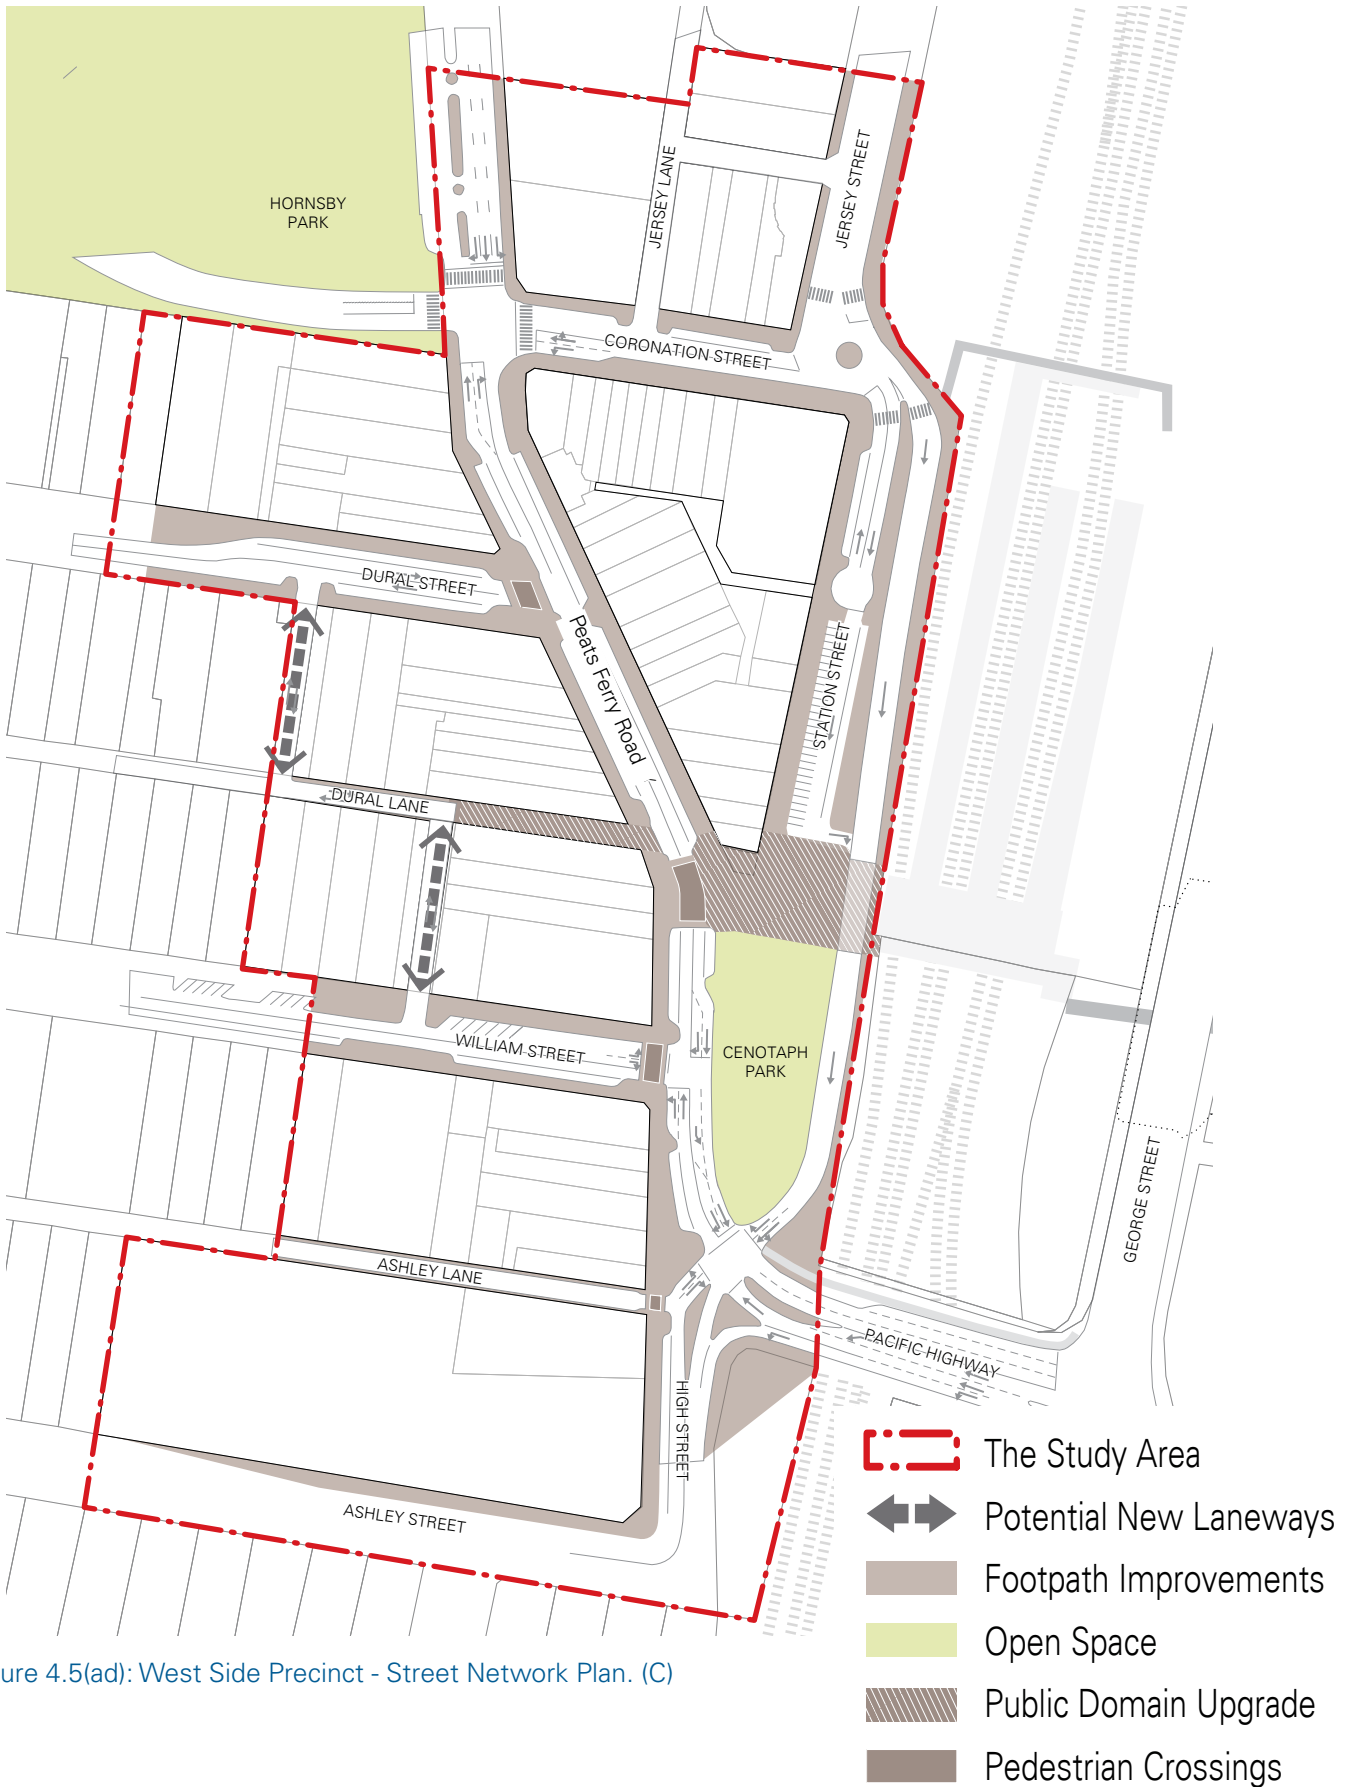 HORNSBY
PARK
JERSEY LANE
JERSEY STREET
CORONATION STREET
DURAL STREET
Peats Ferry Road
STATION STREET
DURAL LANE
WILLIAM STREET
CENOTAPH
PARK
GEORGE STREET
ASHLEY LANE
PACIFIC HIGHWAY
HIGH STREET
ASHLEY STREET
The Study Area
Potential New Laneways
Footpath Improvements
Open Space
Public Domain Upgrade
Pedestrian Crossings
ure 4.5(ad): West Side Precinct - Street Network Plan. (C)